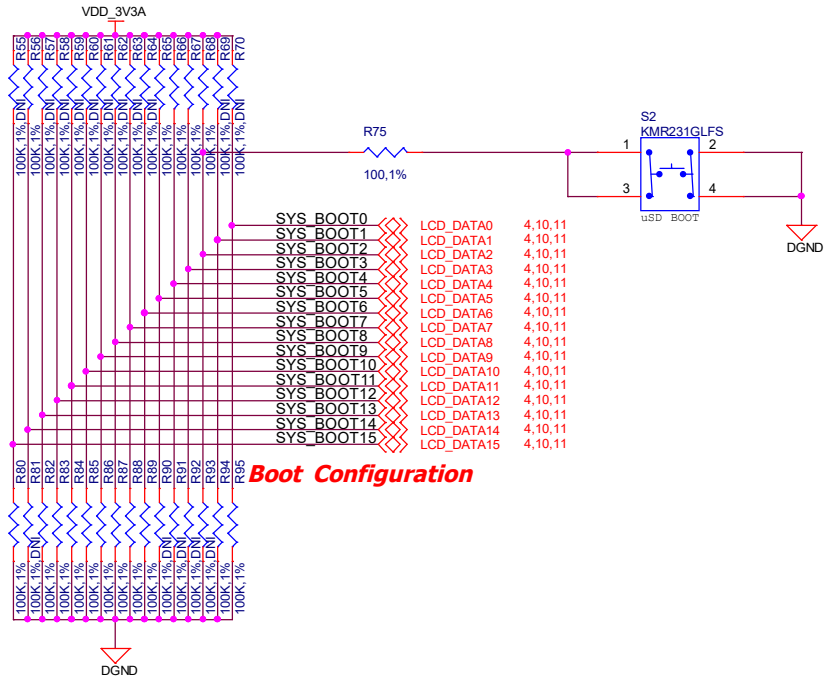 VDD_3V3A
R55
R56
R57
R58
R59
R60
R61
R62
R63
R64
R65
R66
R67
R68
R69
R70
100K,1%,DNI
100K,1%
100K,1%,DNI
100K,1%,DNI
100K,1%,DNI
100K,1%,DNI
100K,1%,DNI
100K,1%,DNI
100K,1%,DNI
100K,1%,DNI
100K,1%
100K,1%
100K,1%
100K,1%
100K,1%,DNI
100K,1%,DNI
R75
100,1%
S2
KMR231GLFS
1 2
3 4
uSD BOOT
DGND
SYS_BOOT0 LCD_DATA0 4,10,11
SYS_BOOT1 LCD_DATA1 4,10,11
SYS_BOOT2 LCD_DATA2 4,10,11
SYS_BOOT3 LCD_DATA3 4,10,11
SYS_BOOT4 LCD_DATA4 4,10,11
SYS_BOOT5 LCD_DATA5 4,10,11
SYS_BOOT6 LCD_DATA6 4,10,11
SYS_BOOT7 LCD_DATA7 4,10,11
SYS_BOOT8 LCD_DATA8 4,10,11
SYS_BOOT9 LCD_DATA9 4,10,11
SYS_BOOT10 LCD_DATA10 4,10,11
SYS_BOOT11 LCD_DATA11 4,10,11
SYS_BOOT12 LCD_DATA12 4,10,11
SYS_BOOT13 LCD_DATA13 4,10,11
SYS_BOOT14 LCD_DATA14 4,10,11
SYS_BOOT15 LCD_DATA15 4,10,11
Boot Configuration
R80
R81
R82
R83
R84
R85
R86
R87
R88
R89
R90
R91
R92
R93
R94
R95
100K,1%
100K,1%,DNI
100K,1%
100K,1%
100K,1%
100K,1%
100K,1%
100K,1%
100K,1%
100K,1%
100K,1%,DNI
100K,1%,DNI
100K,1%,DNI
100K,1%,DNI
100K,1%
100K,1%
DGND